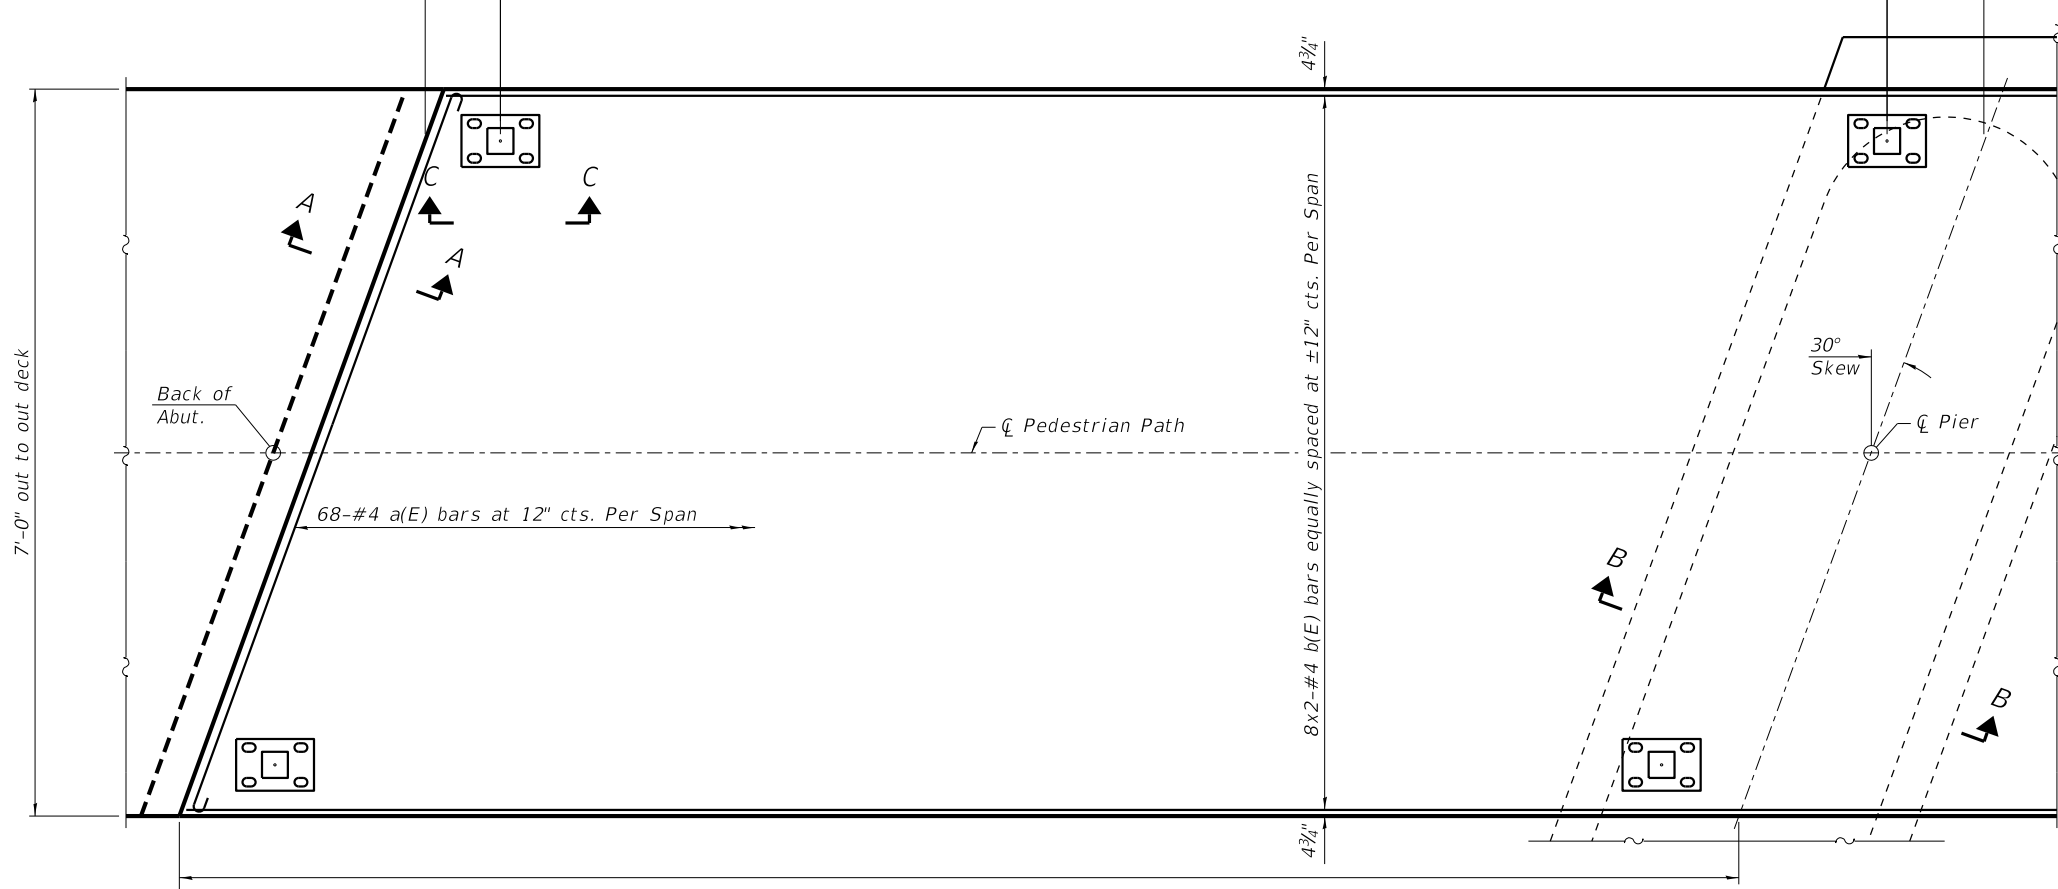 4¾"
C
C
A
A
30°
Skew
Back of
Abut.
℄ Pedestrian Path
℄ Pier
7'-0" out to out deck
8x2-#4 b(E) bars equally spaced at ±12" cts. Per Span
68-#4 a(E) bars at 12" cts. Per Span
B
B
4¾"